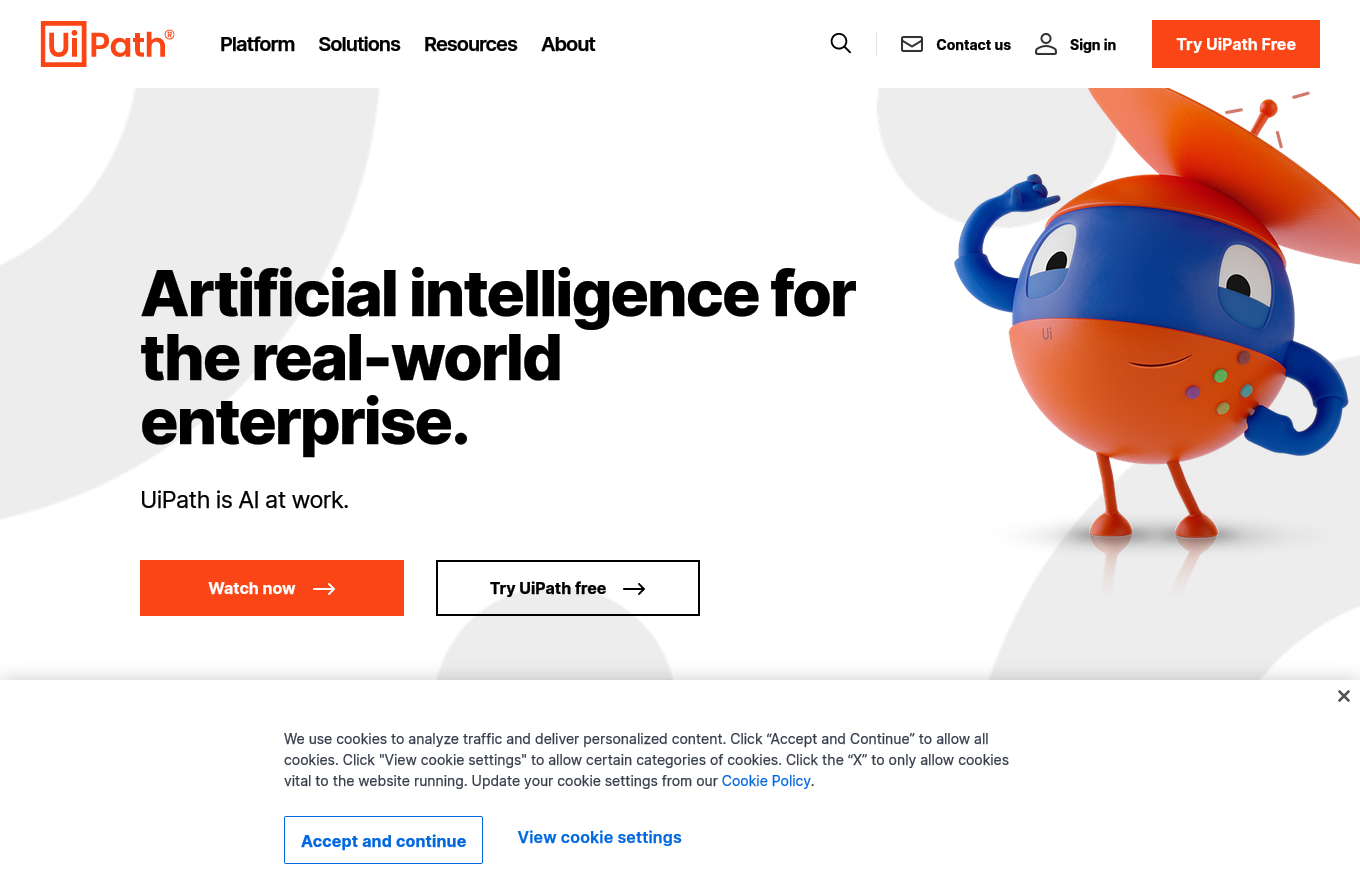 UiPath®
Platform
Solutions
Resources
About
Contact us
Sign in
Try UiPath Free
Artificial intelligence for
the real-world
enterprise.
UiPath is AI at work.
Watch now
Try UiPath free
Ui
We use cookies to analyze traffic and deliver personalized content. Click “Accept and Continue” to allow all
cookies. Click "View cookie settings" to allow certain categories of cookies. Click the “X” to only allow cookies
vital to the website running. Update your cookie settings from our Cookie Policy.
Accept and continue
View cookie settings